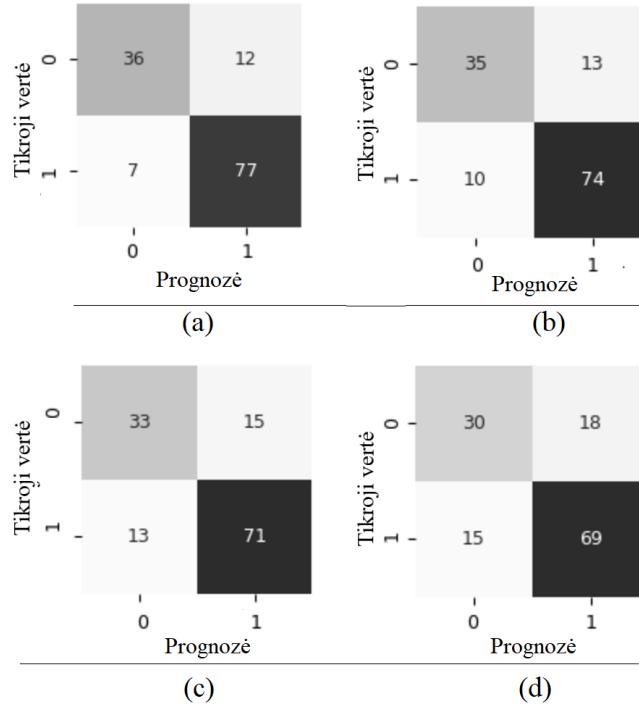 0
36
12
Tikroji vertė
1
7
77
0
1
Prognozė
(a)
0
35
13
Tikroji vertė
1
10
74
0
1
Prognozė
(b)
0
33
15
Tikroji vertė
1
13
71
0
1
Prognozė
(c)
0
30
18
Tikroji vertė
1
15
69
0
1
Prognozė
(d)